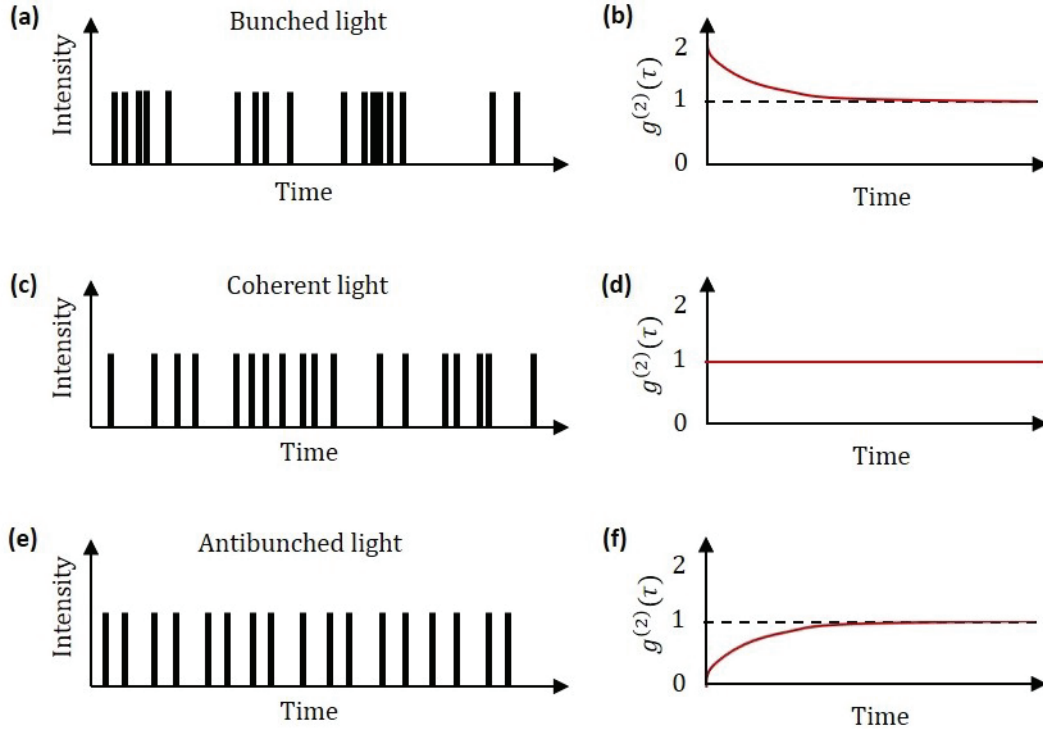 (a)
Bunched light
Intensity
Time
(b)
2
1
0
g⁽²⁾(τ)
Time
(c)
Coherent light
Intensity
Time
(d)
2
1
0
g⁽²⁾(τ)
Time
(e)
Antibunched light
Intensity
Time
(f)
2
1
0
g⁽²⁾(τ)
Time